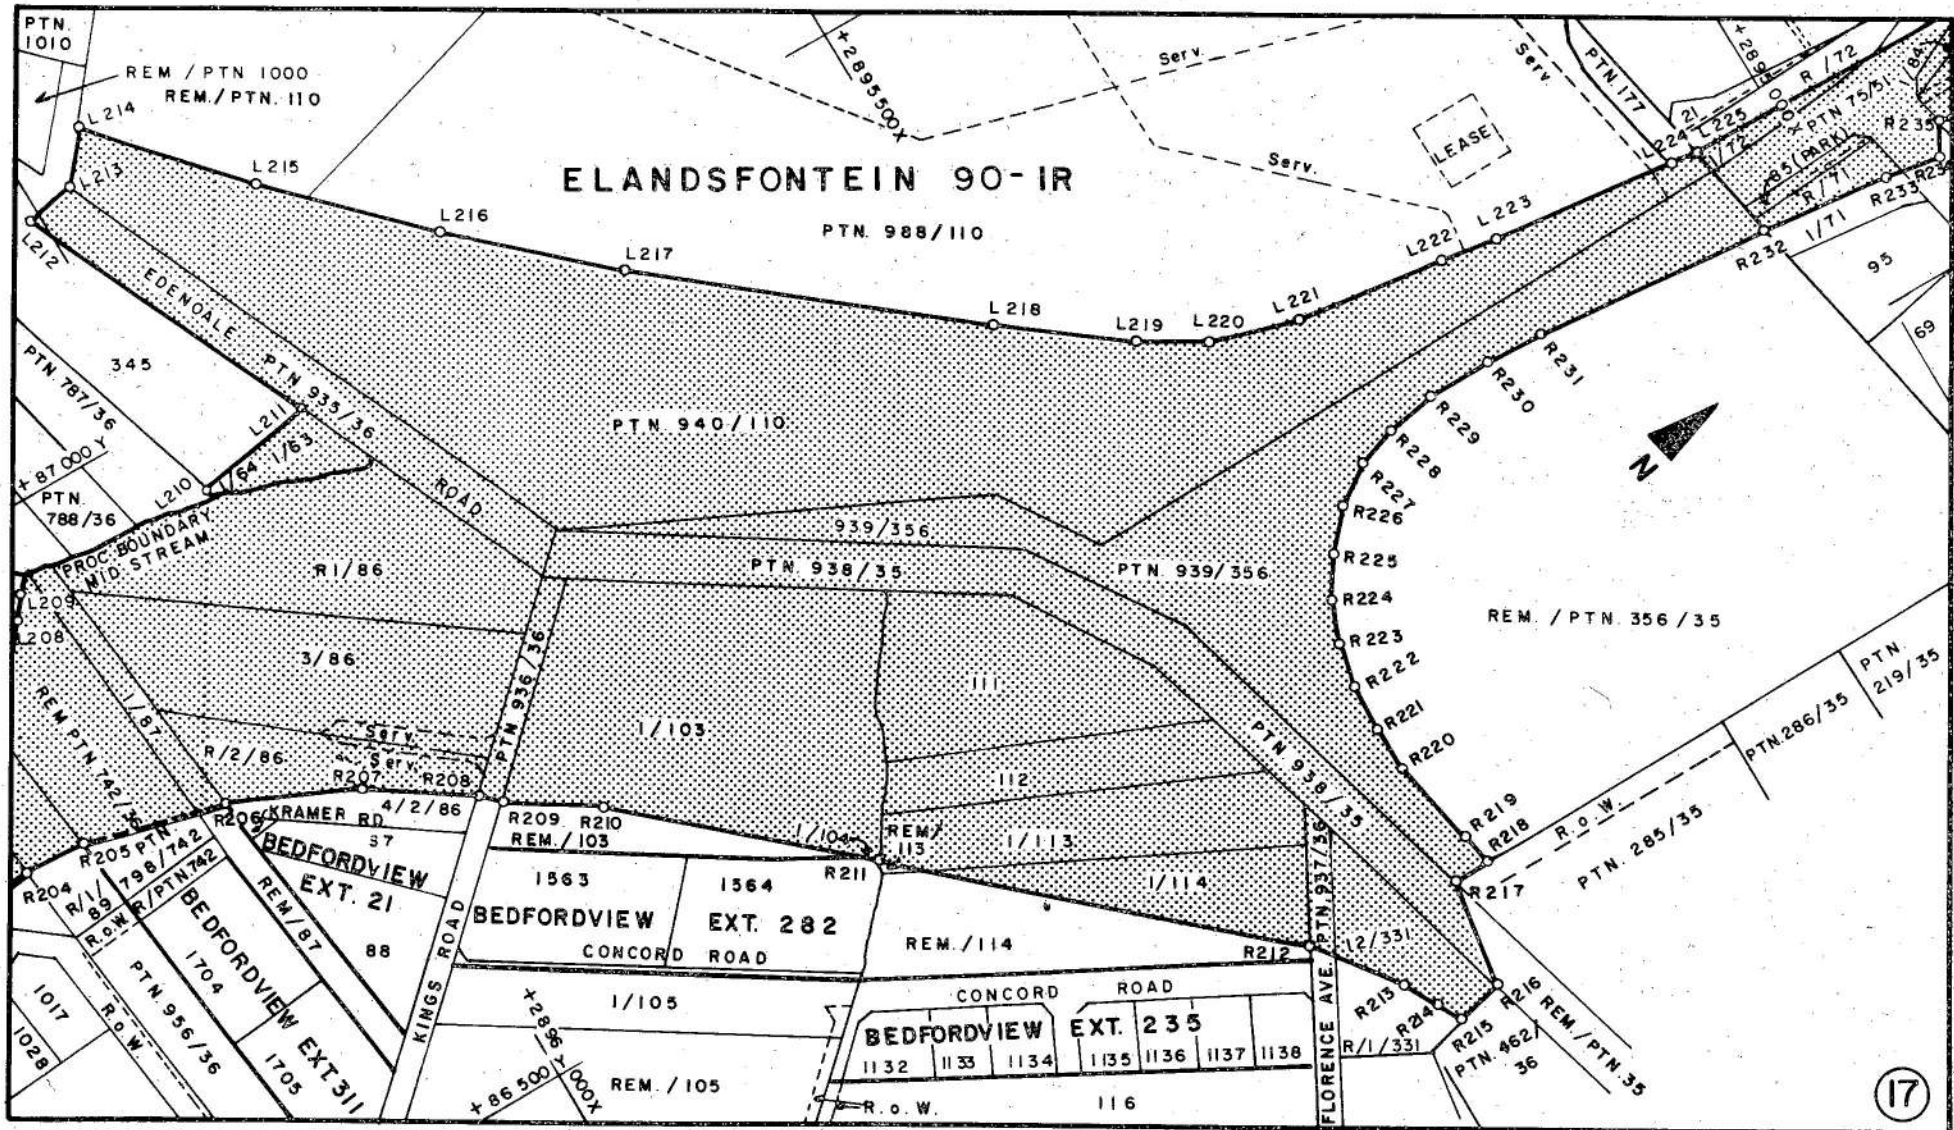 PTN.
1010
REM / PTN 1000
REM./PTN. 110
L214
L213
L212
L215
L216
L217
L218
L219
L220
L221
L222
L223
L224
L225
ELANDSFONTEIN 90-IR
PTN. 988/110
+2895500X
Serv.
Serv.
Serv.
LEASE
PTN 177
21
R/72
1/72
PTN 75/51
1/84
85(PARK)
R/71
1/71
R235
R233
R232
R231
R230
R229
R228
R227
R226
R225
R224
R223
R222
R221
R220
R219
R218
R217
R216
R215
R214
R213
R212
R211
R210
R209
R208
R207
R206
R205
R204
95
69
N
EDENDALE PTN 935/36
ROAD
345
PTN. 787/36
+87000 Y
PTN.
788/36
L211
L210
1/64
1/63
PROC. BOUNDARY
MID STREAM
L209
L208
PTN. 940/110
939/356
PTN. 938/35
PTN. 939/356
REM. / PTN. 356/35
R1/86
3/86
R/2/86
Serv.
Serv.
PTN 936/36
1/103
111
112
1/113
REM/
113
1/104
1/114
PTN. 938/35
PTN. 937/36
12/331
REM PTN 742/36
1/87
PTN
798/742
R/1/
89
R/PTN.742
R.o.W.
KRAMER RD
4/2/86
37
BEDFORDVIEW
EXT. 21
88
REM/87
BEDFORDVIEW EXT.311
1704
1705
PTN. 956/36
R.o.W.
1017
1028
KINGS ROAD
REM./103
1563
1564
BEDFORDVIEW EXT. 282
CONCORD ROAD
1/105
REM./105
+86500 Y
+2896000X
REM./114
CONCORD ROAD
BEDFORDVIEW EXT. 235
1132 1133 1134 1135 1136 1137 1138
R.o.W.
116
FLORENCE AVE.
R/1/331
PTN. 462/
36
REM./PTN.35
R.o.W.
PTN. 285/35
PTN.286/35
PTN.
219/35
17